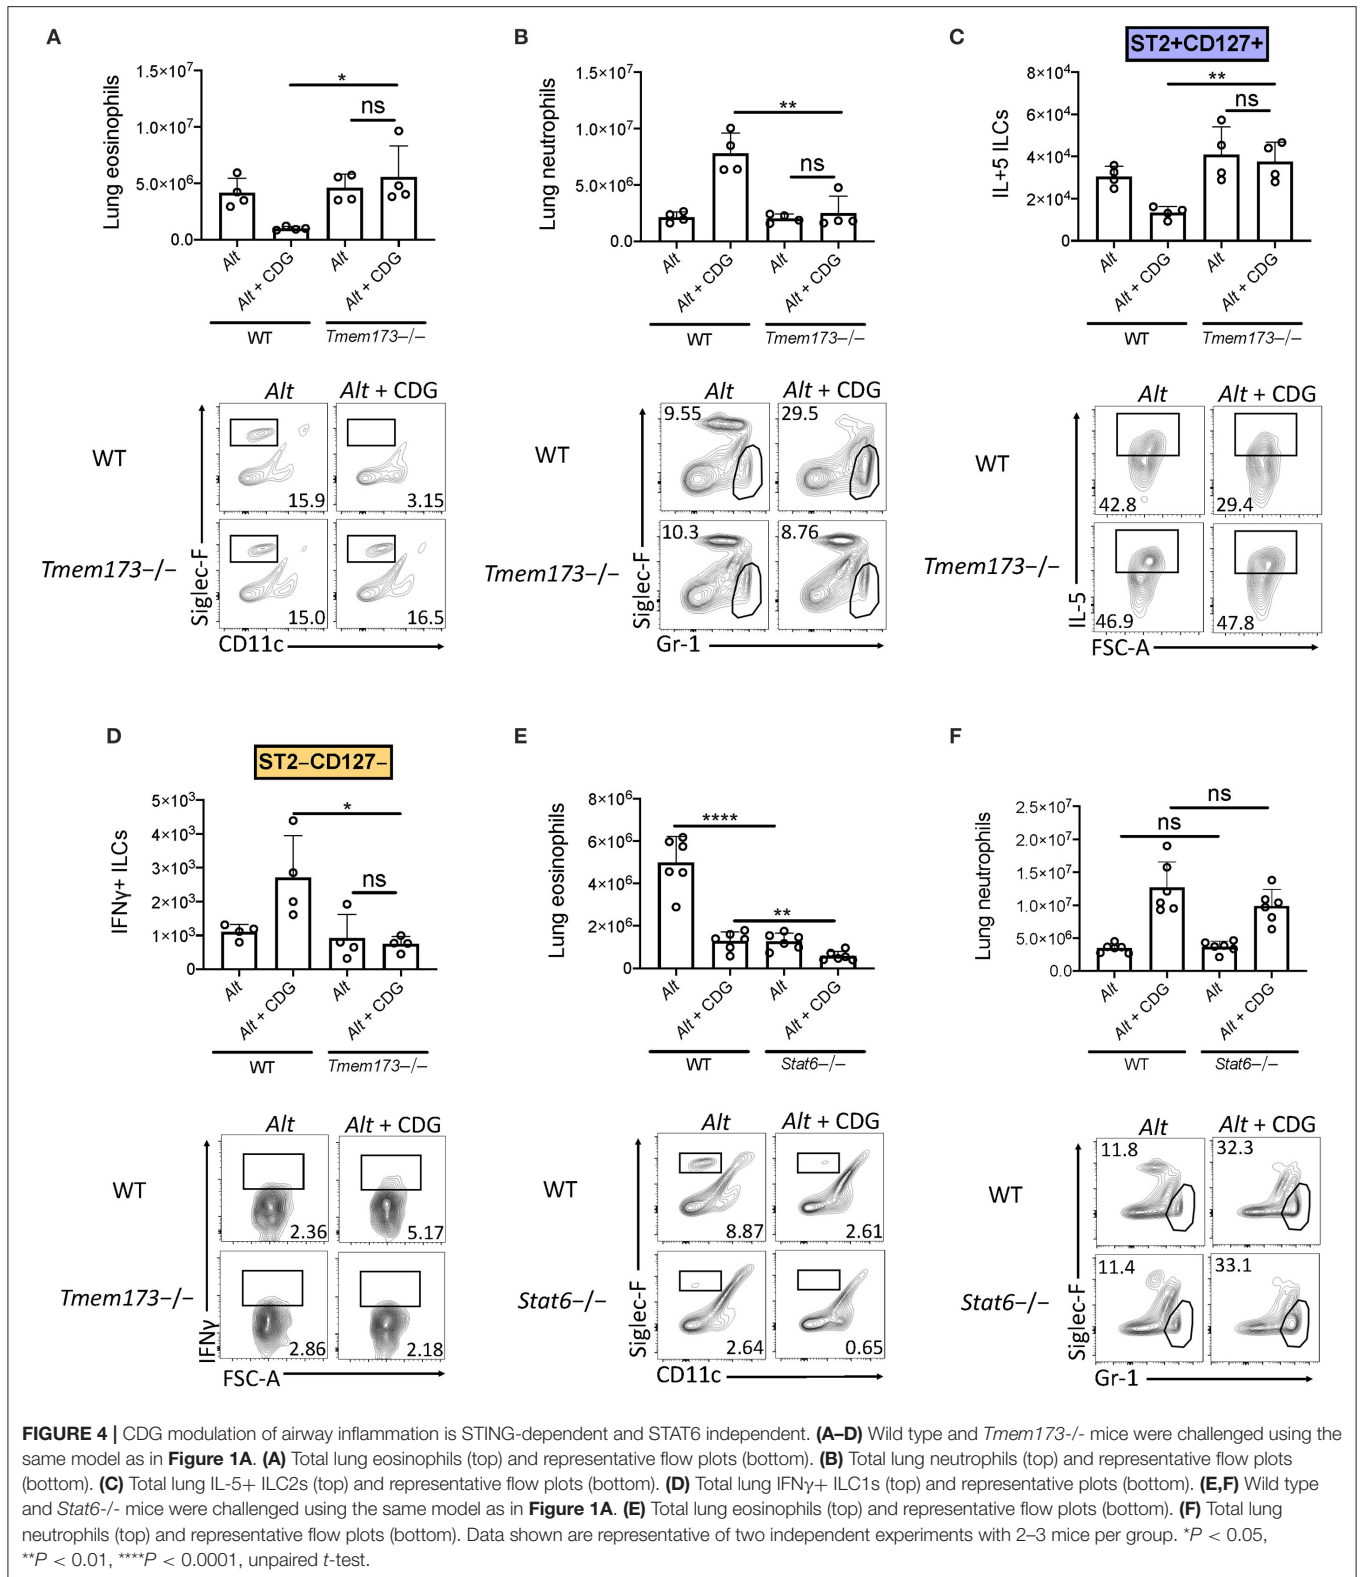 A
Lung eosinophils
1.5×10⁷
1.0×10⁷
5.0×10⁶
0.0
*
ns
Alt
Alt + CDG
Alt
Alt + CDG
WT
Tmem173–/–
Alt
Alt + CDG
WT
15.9
3.15
Tmem173–/–
15.0
16.5
Siglec-F
CD11c
B
Lung neutrophils
1.5×10⁷
1.0×10⁷
5.0×10⁶
0.0
**
ns
Alt
Alt + CDG
Alt
Alt + CDG
WT
Tmem173–/–
Alt
Alt + CDG
9.55
29.5
WT
10.3
8.76
Tmem173–/–
Siglec-F
Gr-1
C
ST2+CD127+
IL+5 ILCs
8×10⁴
6×10⁴
4×10⁴
2×10⁴
0
**
ns
Alt
Alt + CDG
Alt
Alt + CDG
WT
Tmem173–/–
Alt
Alt + CDG
WT
42.8
29.4
Tmem173–/–
46.9
47.8
IL-5
FSC-A
D
ST2–CD127–
IFNγ+ ILCs
5×10³
4×10³
3×10³
2×10³
1×10³
0
*
ns
Alt
Alt + CDG
Alt
Alt + CDG
WT
Tmem173–/–
Alt
Alt + CDG
WT
2.36
5.17
Tmem173–/–
2.86
2.18
IFNγ
FSC-A
E
Lung eosinophils
8×10⁶
6×10⁶
4×10⁶
2×10⁶
0
****
**
Alt
Alt + CDG
Alt
Alt + CDG
WT
Stat6–/–
Alt
Alt + CDG
WT
8.87
2.61
Stat6–/–
2.64
0.65
Siglec-F
CD11c
F
Lung neutrophils
2.5×10⁷
2.0×10⁷
1.5×10⁷
1.0×10⁷
5.0×10⁶
0.0
ns
ns
Alt
Alt + CDG
Alt
Alt + CDG
WT
Stat6–/–
Alt
Alt + CDG
11.8
32.3
WT
11.4
33.1
Stat6–/–
Siglec-F
Gr-1
FIGURE 4 | CDG modulation of airway inflammation is STING-dependent and STAT6 independent. (A–D) Wild type and Tmem173-/- mice were challenged using the
same model as in Figure 1A. (A) Total lung eosinophils (top) and representative flow plots (bottom). (B) Total lung neutrophils (top) and representative flow plots
(bottom). (C) Total lung IL-5+ ILC2s (top) and representative flow plots (bottom). (D) Total lung IFNγ+ ILC1s (top) and representative plots (bottom). (E,F) Wild type
and Stat6-/- mice were challenged using the same model as in Figure 1A. (E) Total lung eosinophils (top) and representative flow plots (bottom). (F) Total lung
neutrophils (top) and representative flow plots (bottom). Data shown are representative of two independent experiments with 2–3 mice per group. *P < 0.05,
**P < 0.01, ****P < 0.0001, unpaired t-test.